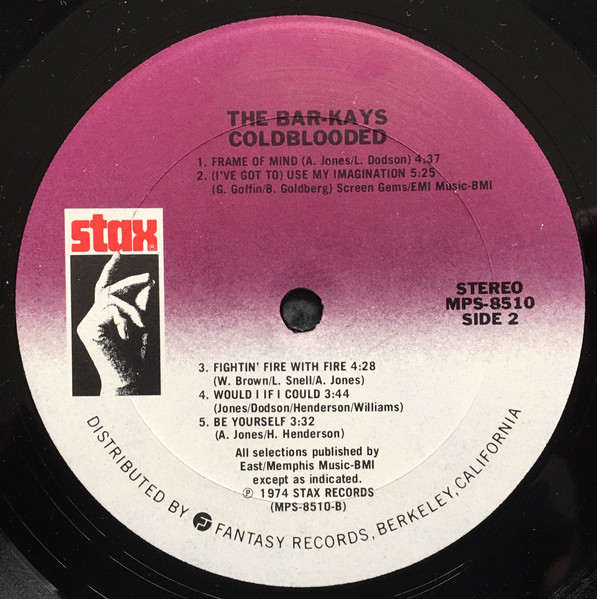 THE BAR-KAYS
COLDBLOODED
1. FRAME OF MIND (A. Jones/L. Dodson) 4:37
2. (I'VE GOT TO) USE MY IMAGINATION 5:25
(G. Goffin/B. Goldberg) Screen Gems/EMI Music-BMI
stax
STEREO
MPS-8510
SIDE 2
3. FIGHTIN' FIRE WITH FIRE 4:28
(W. Brown/L. Snell/A. Jones)
4. WOULD I IF I COULD 3:44
(Jones/Dodson/Henderson/Williams)
5. BE YOURSELF 3:32
(A. Jones/H. Henderson)
All selections published by
East/Memphis Music-BMI
except as indicated.
℗ 1974 STAX RECORDS
(MPS-8510-B)
DISTRIBUTED BY FANTASY RECORDS, BERKELEY, CALIFORNIA